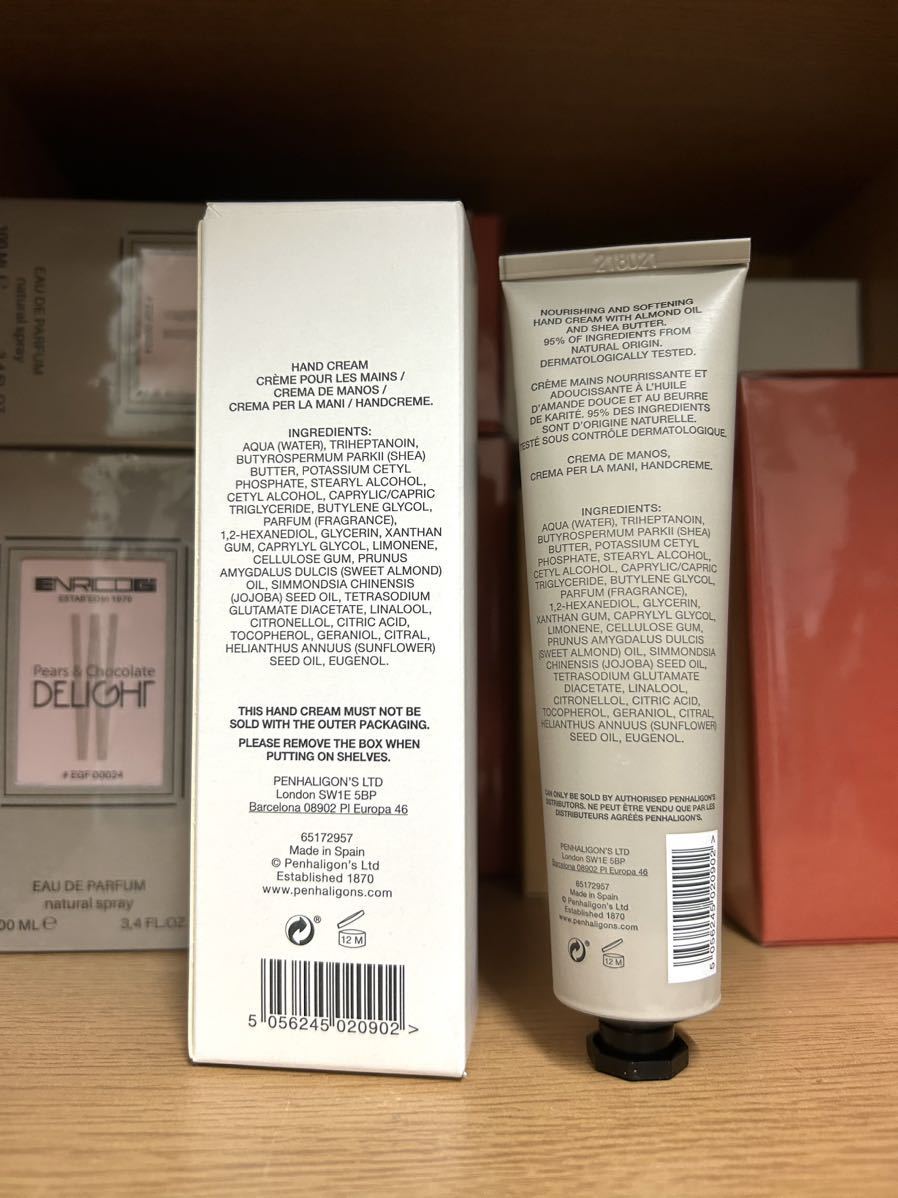 100 ML
EAU DE PARFUM
natural spray
ENRICO GI
ESTAB'ED in 1970
Pears & Chocolate
DELIGHT
# EGF 00024
EAU DE PARFUM
natural spray
00 ML e
3,4 FL.OZ
HAND CREAM
CRÈME POUR LES MAINS /
CREMA DE MANOS /
CREMA PER LA MANI / HANDCREME.
INGREDIENTS:
AQUA (WATER), TRIHEPTANOIN,
BUTYROSPERMUM PARKII (SHEA)
BUTTER, POTASSIUM CETYL
PHOSPHATE, STEARYL ALCOHOL,
CETYL ALCOHOL, CAPRYLIC/CAPRIC
TRIGLYCERIDE, BUTYLENE GLYCOL,
PARFUM (FRAGRANCE),
1,2-HEXANEDIOL, GLYCERIN, XANTHAN
GUM, CAPRYLYL GLYCOL, LIMONENE,
CELLULOSE GUM, PRUNUS
AMYGDALUS DULCIS (SWEET ALMOND)
OIL, SIMMONDSIA CHINENSIS
(JOJOBA) SEED OIL, TETRASODIUM
GLUTAMATE DIACETATE, LINALOOL,
CITRONELLOL, CITRIC ACID,
TOCOPHEROL, GERANIOL, CITRAL,
HELIANTHUS ANNUUS (SUNFLOWER)
SEED OIL, EUGENOL.
THIS HAND CREAM MUST NOT BE
SOLD WITH THE OUTER PACKAGING.
PLEASE REMOVE THE BOX WHEN
PUTTING ON SHELVES.
PENHALIGON'S LTD
London SW1E 5BP
Barcelona 08902 Pl Europa 46
65172957
Made in Spain
© Penhaligon's Ltd
Established 1870
www.penhaligons.com
®
12 M
5 056245 020902 >
218021
NOURISHING AND SOFTENING
HAND CREAM WITH ALMOND OIL
AND SHEA BUTTER.
95% OF INGREDIENTS FROM
NATURAL ORIGIN.
DERMATOLOGICALLY TESTED.
CRÈME MAINS NOURRISSANTE ET
ADOUCISSANTE À L'HUILE
D'AMANDE DOUCE ET AU BEURRE
DE KARITÉ. 95% DES INGREDIENTS
SONT D'ORIGINE NATURELLE.
TESTÉ SOUS CONTRÔLE DERMATOLOGIQUE.
CREMA DE MANOS,
CREMA PER LA MANI, HANDCREME.
INGREDIENTS:
AQUA (WATER), TRIHEPTANOIN,
BUTYROSPERMUM PARKII (SHEA)
BUTTER, POTASSIUM CETYL
PHOSPHATE, STEARYL ALCOHOL,
CETYL ALCOHOL, CAPRYLIC/CAPRIC
TRIGLYCERIDE, BUTYLENE GLYCOL,
PARFUM (FRAGRANCE),
1,2-HEXANEDIOL, GLYCERIN,
XANTHAN GUM, CAPRYLYL GLYCOL,
LIMONENE, CELLULOSE GUM,
PRUNUS AMYGDALUS DULCIS
(SWEET ALMOND) OIL, SIMMONDSIA
CHINENSIS (JOJOBA) SEED OIL,
TETRASODIUM GLUTAMATE
DIACETATE, LINALOOL,
CITRONELLOL, CITRIC ACID,
TOCOPHEROL, GERANIOL, CITRAL,
HELIANTHUS ANNUUS (SUNFLOWER)
SEED OIL, EUGENOL.
CAN ONLY BE SOLD BY AUTHORISED PENHALIGON'S
DISTRIBUTORS. NE PEUT ÊTRE VENDU QUE PAR LES
DISTRIBUTEURS AGRÉÉS PENHALIGON'S.
PENHALIGON'S LTD
London SW1E 5BP
Barcelona 08902 Pl Europa 46
65172957
Made in Spain
© Penhaligon's Ltd
Established 1870
www.penhaligons.com
12 M
5 056245 020902 >